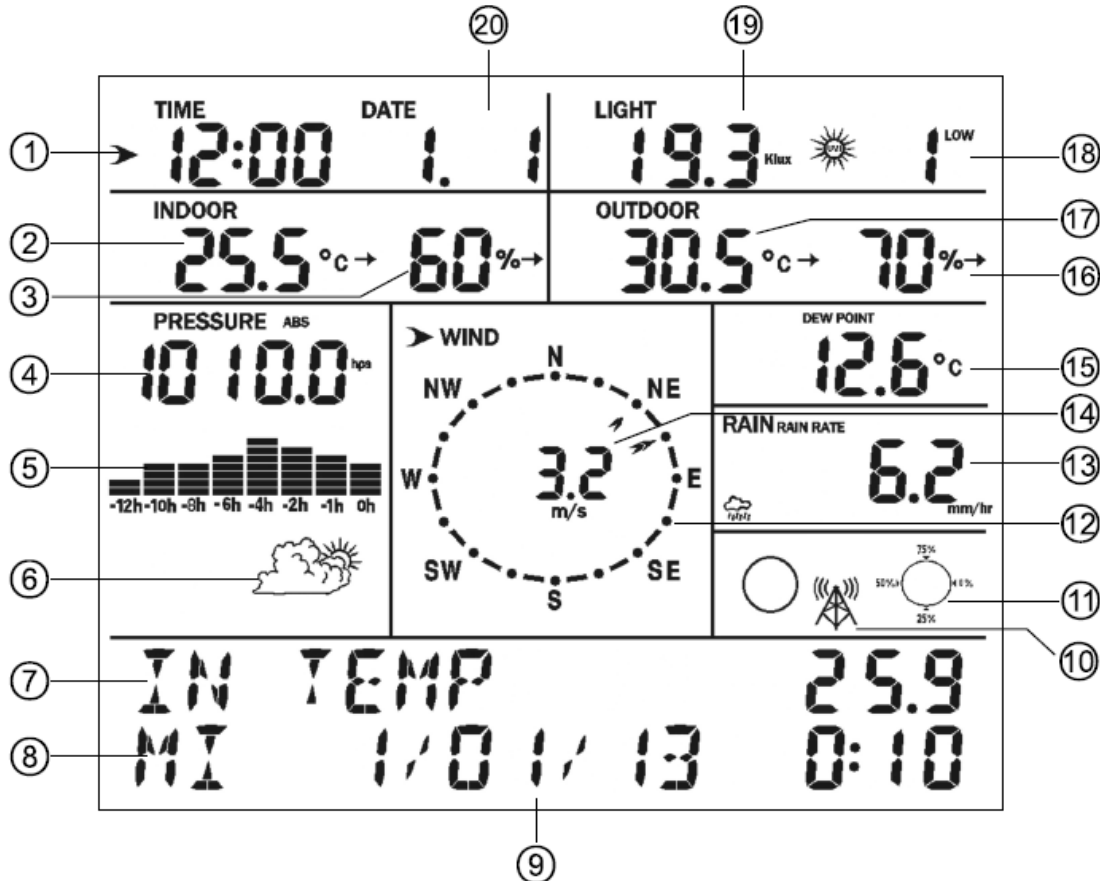 20 19
TIME DATE LIGHT
1 12:00 1. 1 19.3 Klux UVI 1 LOW 18
INDOOR OUTDOOR 17
2 25.5 °C → 60 %→ 30.5 °C → 70 %→ 16
3
PRESSURE ABS
4 1010.0 hpa
5
-12h -10h -8h -6h -4h -2h -1h 0h
6
WIND
N
NW NE
W 3.2 E
m/s
SW SE
S
DEW POINT
12.6 °C 15
14
RAIN RAIN RATE
6.2 mm/hr 13
12
75%
50% 0% 11
25%
10
7 IN TEMP 25.9
8 MI 1/01/13 0:10
9